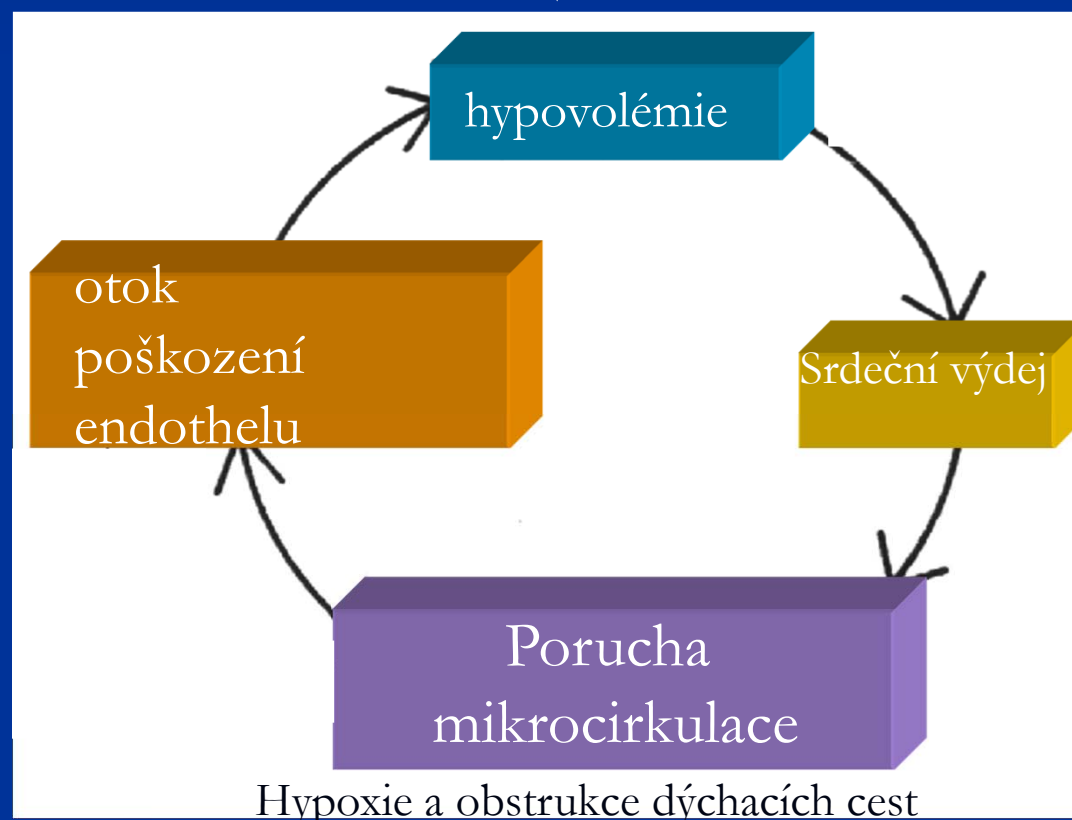 hypovolémie
otok
poškození
endothelu
Srdeční výdej
Porucha
mikrocirkulace
Hypoxie a obstrukce dýchacích cest